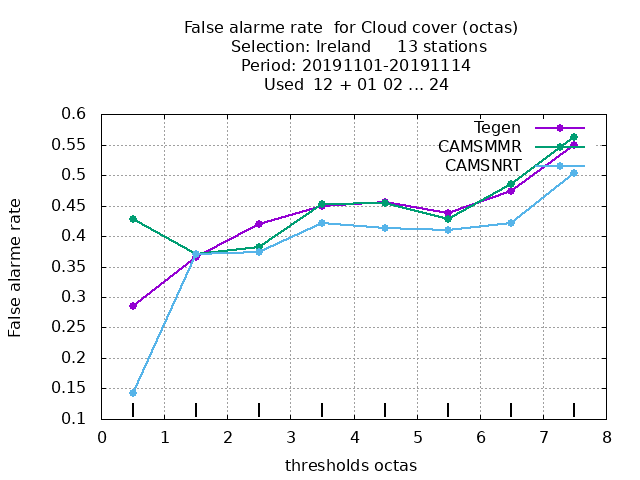 False alarme rate  for Cloud cover (octas)
Selection: Ireland     13 stations
Period: 20191101-20191114
Used  12 + 01 02 ... 24
Tegen
CAMSMMR
CAMSNRT
0.6
0.55
0.5
0.45
0.4
0.35
0.3
0.25
0.2
0.15
0.1
False alarme rate
0 1 2 3 4 5 6 7 8
thresholds octas